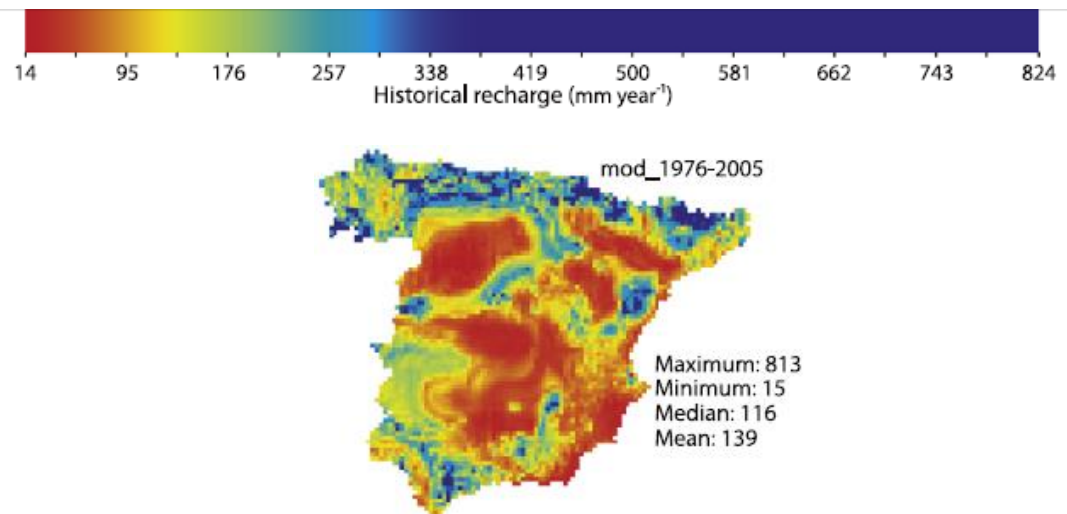 14 95 176 257 338 419 500 581 662 743 824
Historical recharge (mm year⁻¹)
mod_1976-2005
Maximum: 813
Minimum: 15
Median: 116
Mean: 139